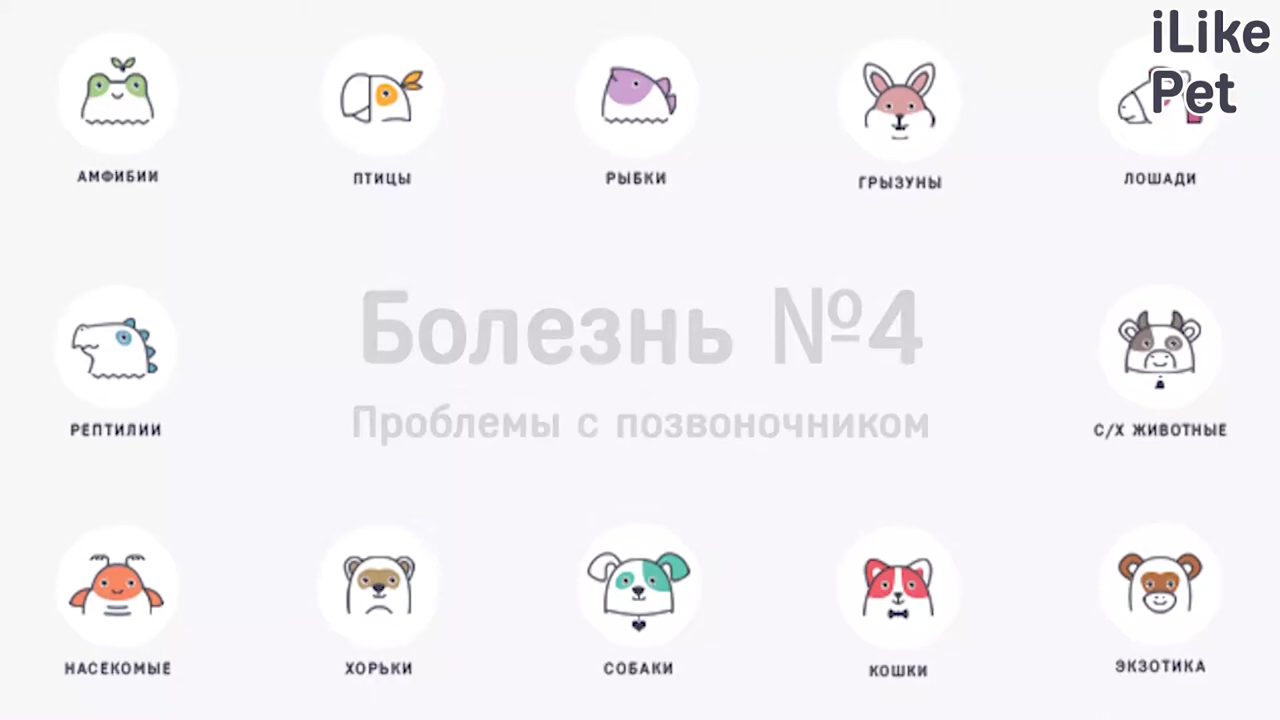 iLike
Pet
АМФИБИИ
ПТИЦЫ
РЫБКИ
ГРЫЗУНЫ
ЛОШАДИ
Болезнь №4
Проблемы с позвоночником
РЕПТИЛИИ
С/Х ЖИВОТНЫЕ
НАСЕКОМЫЕ
ХОРЬКИ
СОБАКИ
КОШКИ
ЭКЗОТИКА